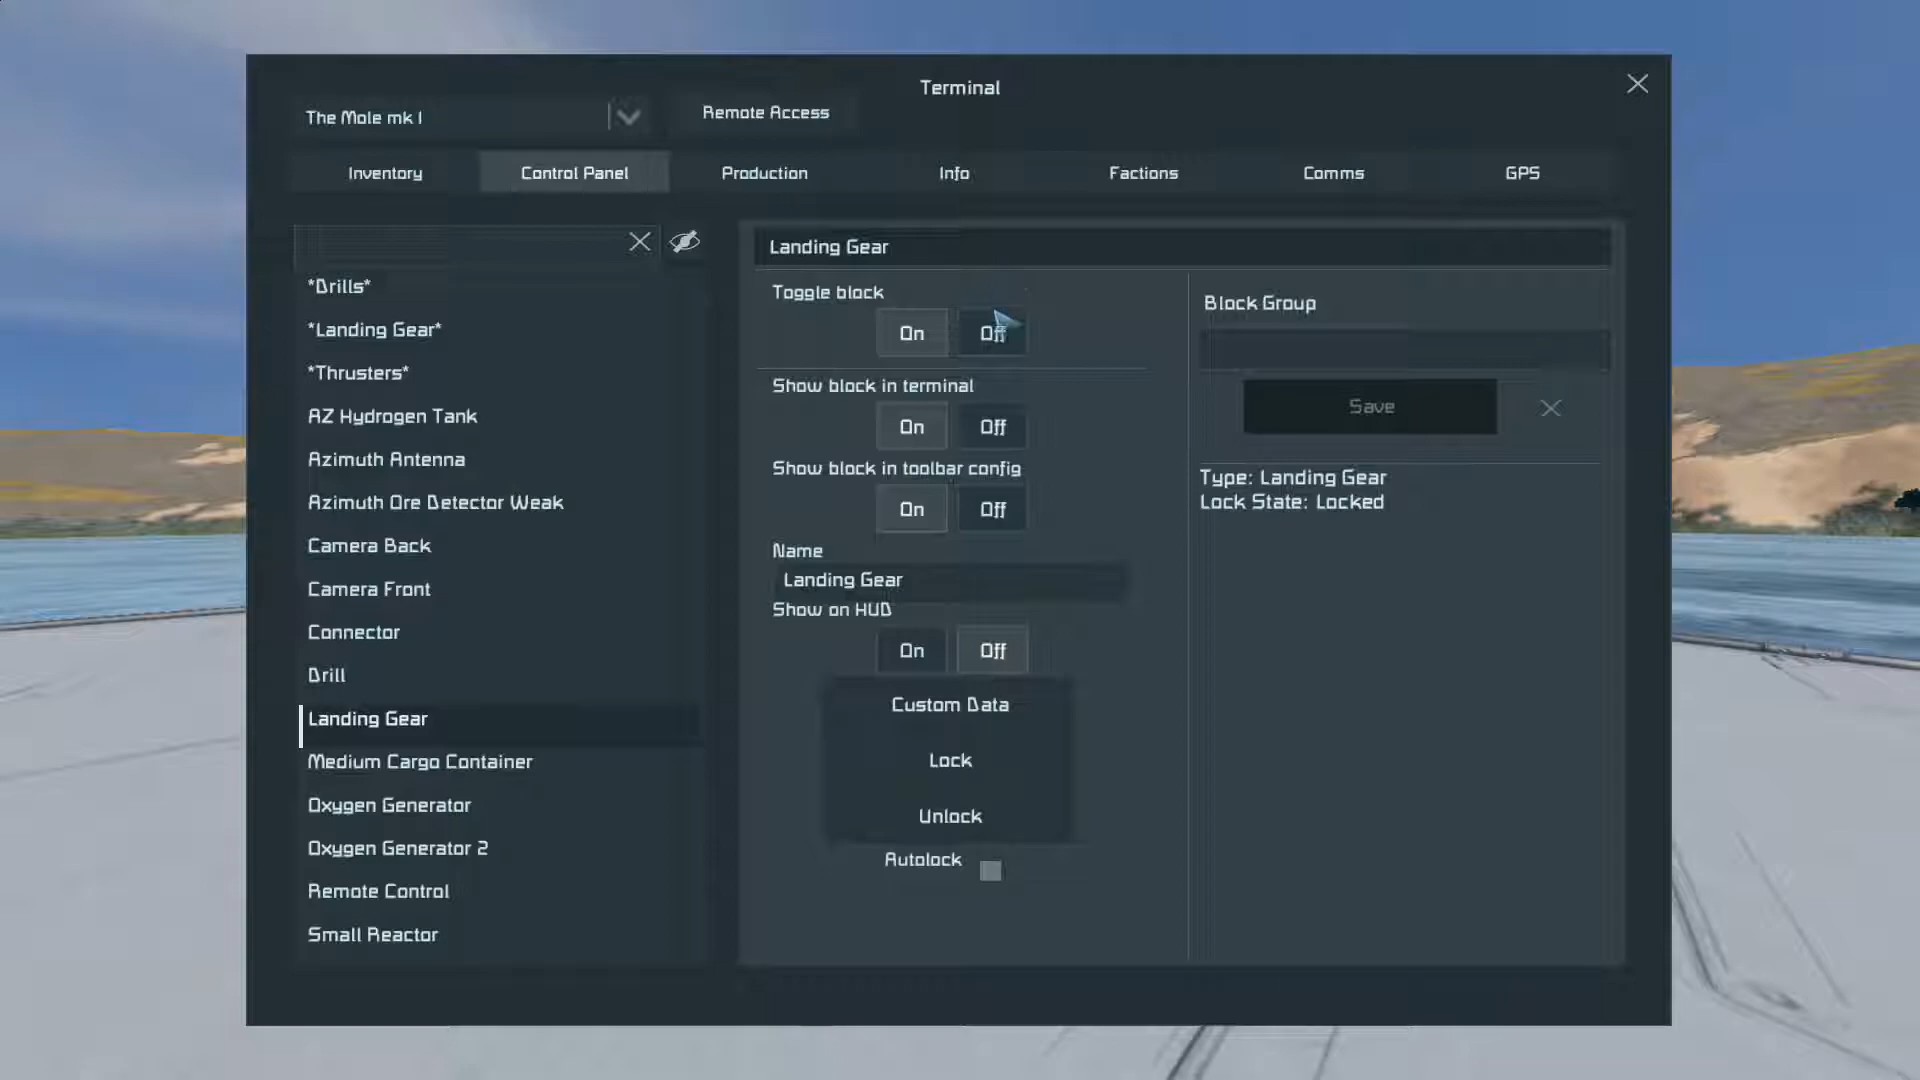 Terminal
The Mole mk I
Remote Access
Inventory
Control Panel
Production
Info
Factions
Comms
GPS
*Drills*
*Landing Gear*
*Thrusters*
AZ Hydrogen Tank
Azimuth Antenna
Azimuth Ore Detector Weak
Camera Back
Camera Front
Connector
Drill
Landing Gear
Medium Cargo Container
Oxygen Generator
Oxygen Generator 2
Remote Control
Small Reactor
Landing Gear
Toggle block
On Off
Show block in terminal
On Off
Show block in toolbar config
On Off
Name
Landing Gear
Show on HUD
On Off
Custom Data
Lock
Unlock
Autolock
Block Group
Save
Type: Landing Gear
Lock State: Locked